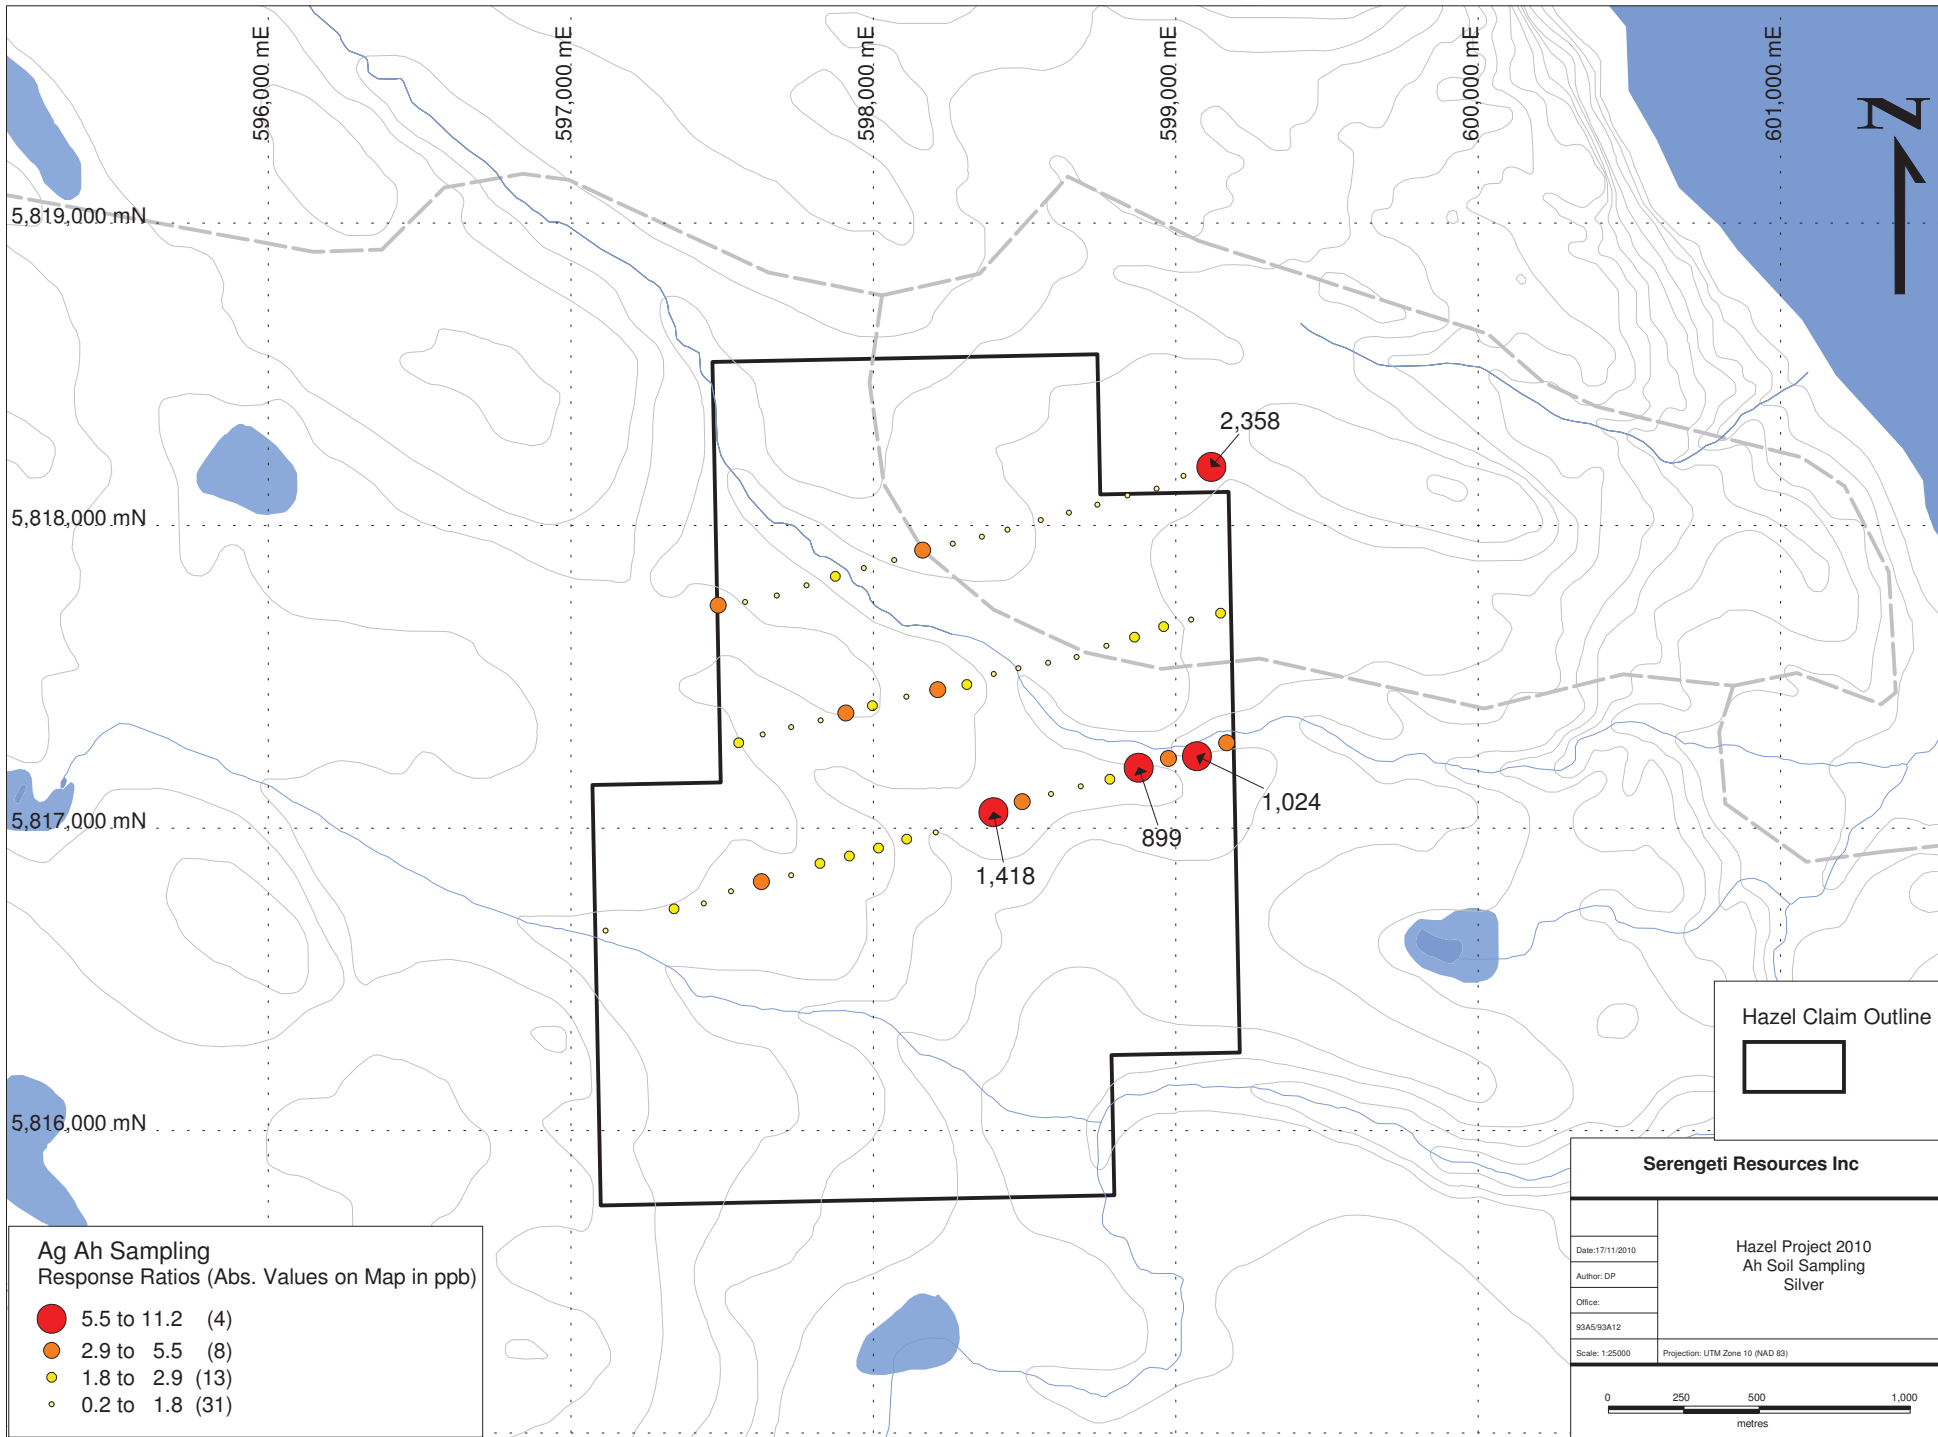 596,000 mE
597,000 mE
598,000 mE
599,000 mE
600,000 mE
601,000 mE
N
5,819,000 mN
2,358
5,818,000 mN
1,024
5,817,000 mN
899
1,418
Hazel Claim Outline
5,816,000 mN
Serengeti Resources Inc
Date:17/11/2010
Author: DP
Office:
93A5/93A12
Scale: 1:25000
Hazel Project 2010
Ah Soil Sampling
Silver
Projection: UTM Zone 10 (NAD 83)
0 250 500 1,000
metres
Ag Ah Sampling
Response Ratios (Abs. Values on Map in ppb)
5.5 to 11.2 (4)
2.9 to 5.5 (8)
1.8 to 2.9 (13)
0.2 to 1.8 (31)